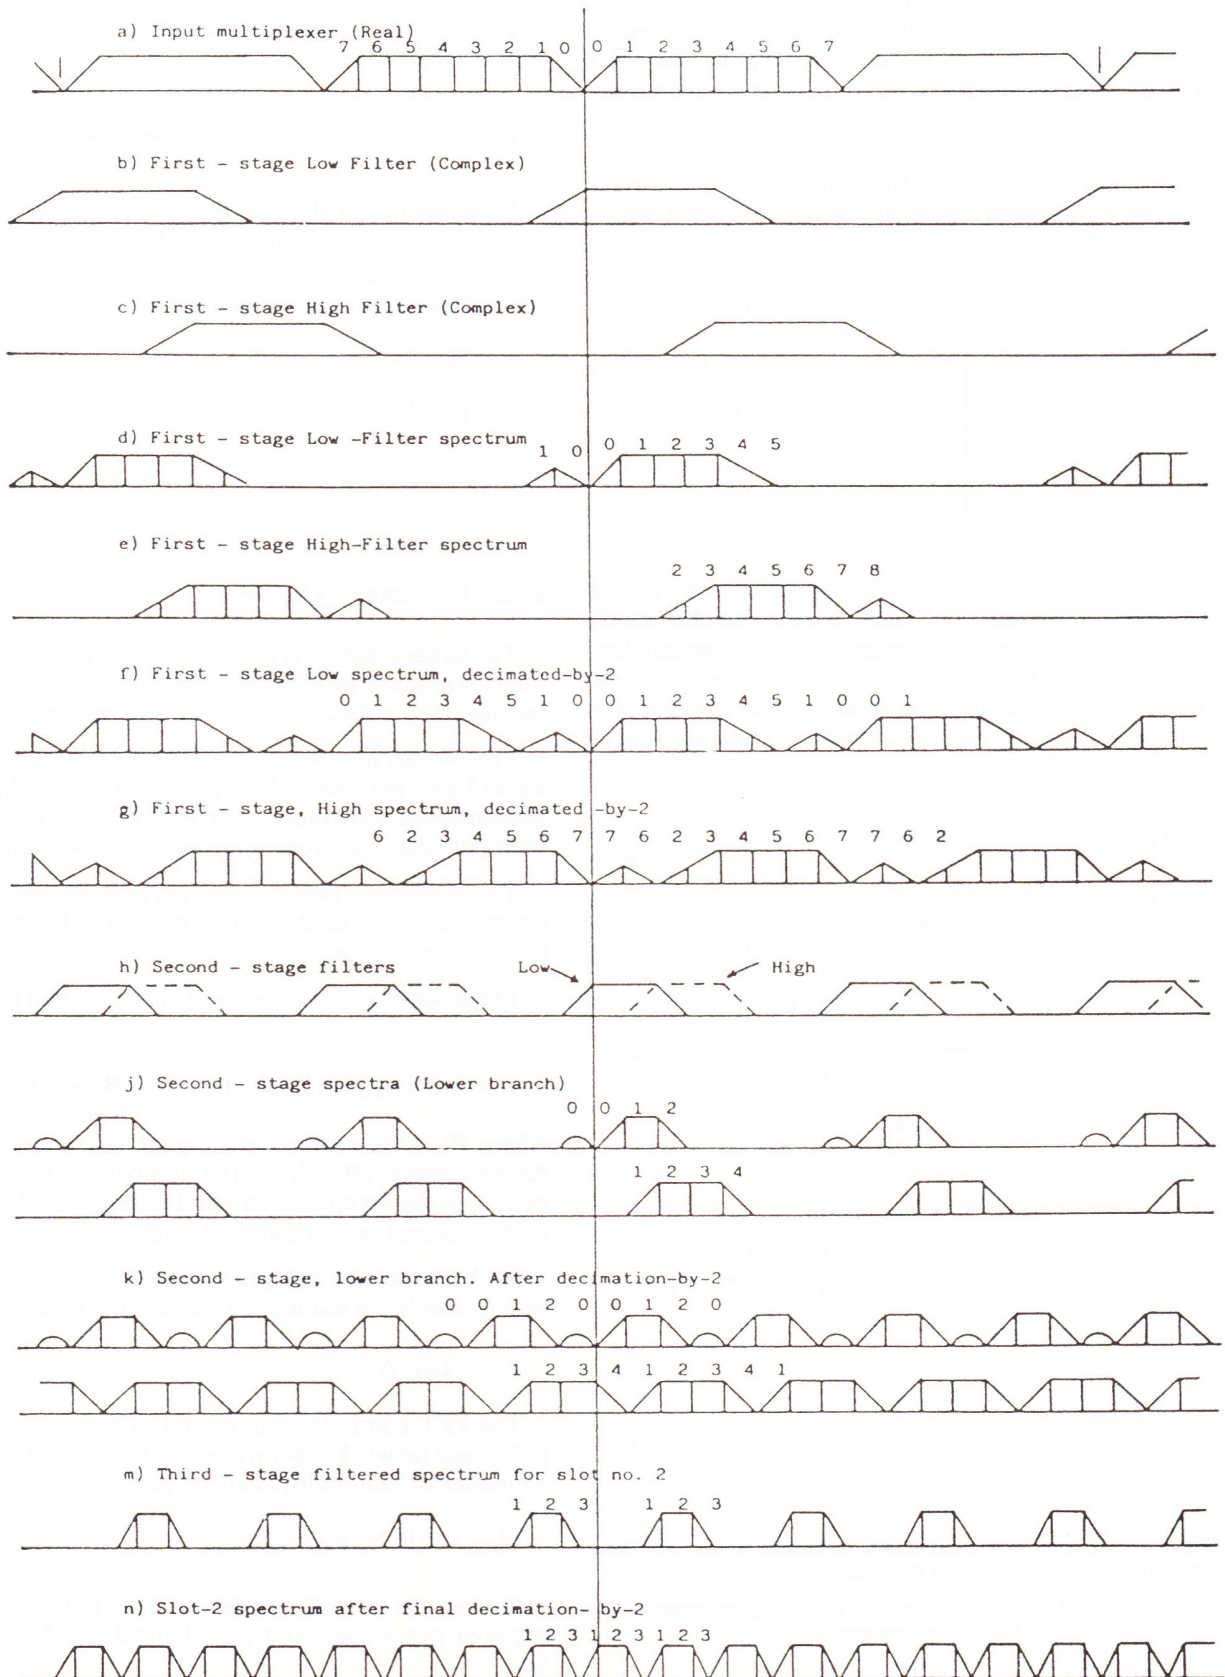 a) Input multiplexer (Real)
7 6 5 4 3 2 1 0 0 1 2 3 4 5 6 7
b) First - stage Low Filter (Complex)
c) First - stage High Filter (Complex)
d) First - stage Low -Filter spectrum
1 0 0 1 2 3 4 5
e) First - stage High-Filter spectrum
2 3 4 5 6 7 8
f) First - stage Low spectrum, decimated-by-2
0 1 2 3 4 5 1 0 0 1 2 3 4 5 1 0 0 1
g) First - stage, High spectrum, decimated -by-2
6 2 3 4 5 6 7 7 6 2 3 4 5 6 7 7 6 2
h) Second - stage filters
Low
High
j) Second - stage spectra (Lower branch)
0 0 1 2
1 2 3 4
k) Second - stage, lower branch. After decimation-by-2
0 0 1 2 0 0 1 2 0
1 2 3 4 1 2 3 4 1
m) Third - stage filtered spectrum for slot no. 2
1 2 3 1 2 3
n) Slot-2 spectrum after final decimation- by-2
1 2 3 1 2 3 1 2 3